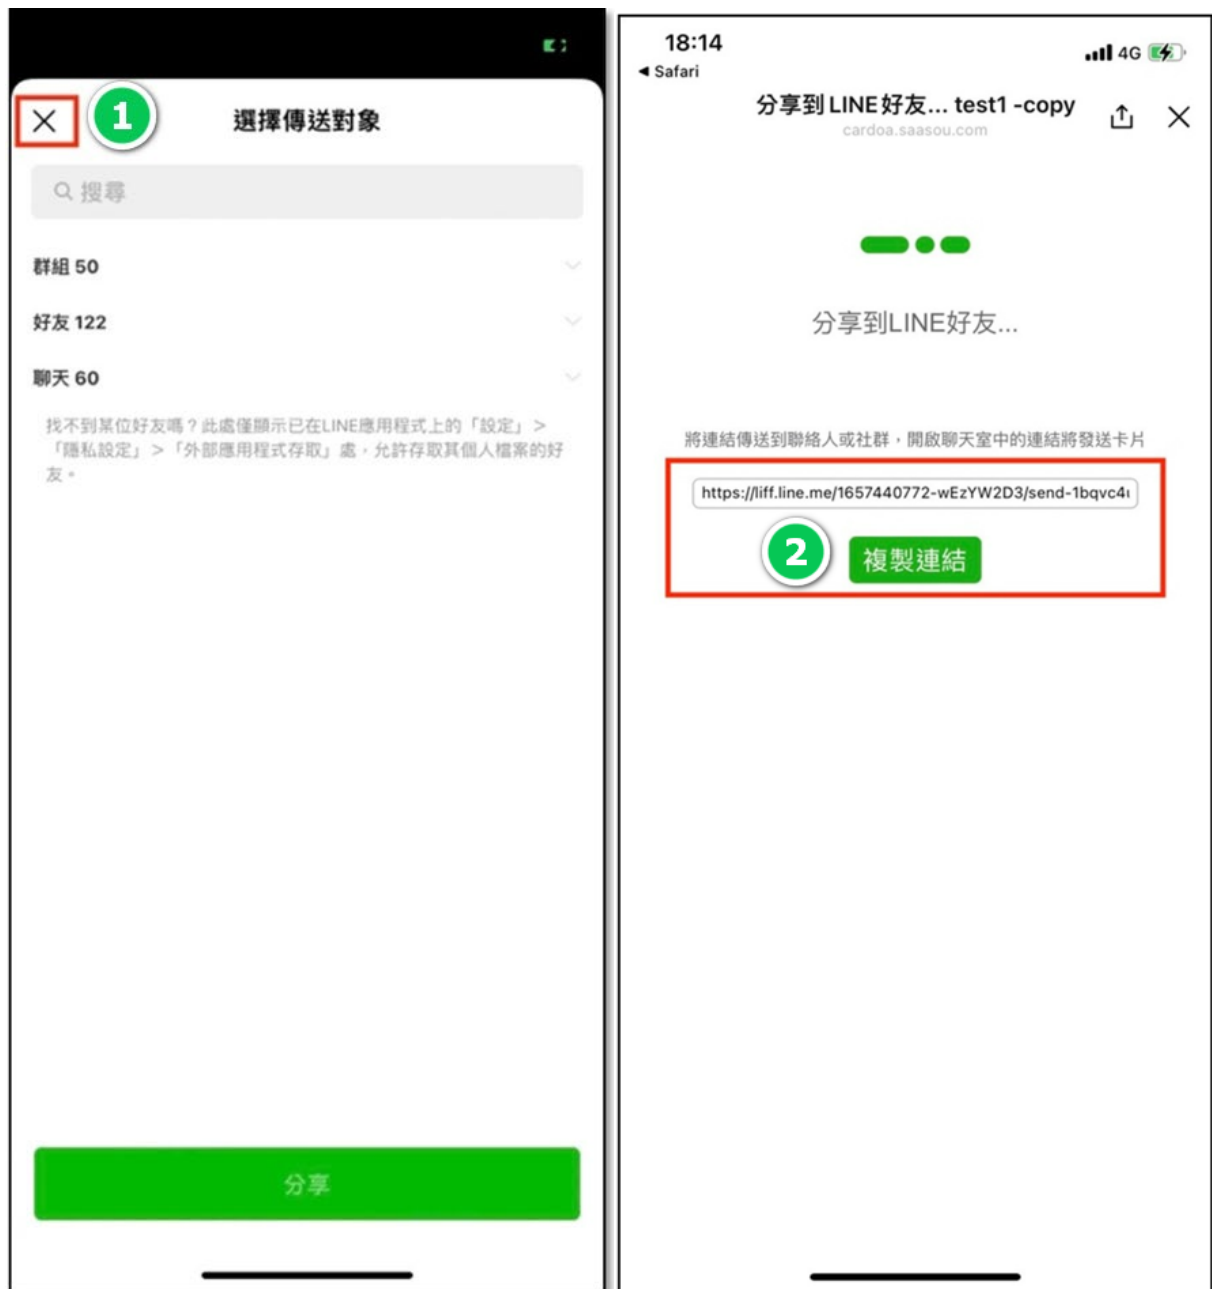 1
選擇傳送對象
搜尋
群組 50
好友 122
聊天 60
找不到某位好友嗎？此處僅顯示已在LINE應用程式上的「設定」>
「隱私設定」>「外部應用程式存取」處，允許存取其個人檔案的好
友。
分享
18:14
4G
◀ Safari
分享到 LINE 好友... test1 -copy
cardoa.saasou.com
分享到LINE好友...
將連結傳送到聯絡人或社群，開啟聊天室中的連結將發送卡片
https://liff.line.me/1657440772-wEzYW2D3/send-1bqvc4
2
複製連結